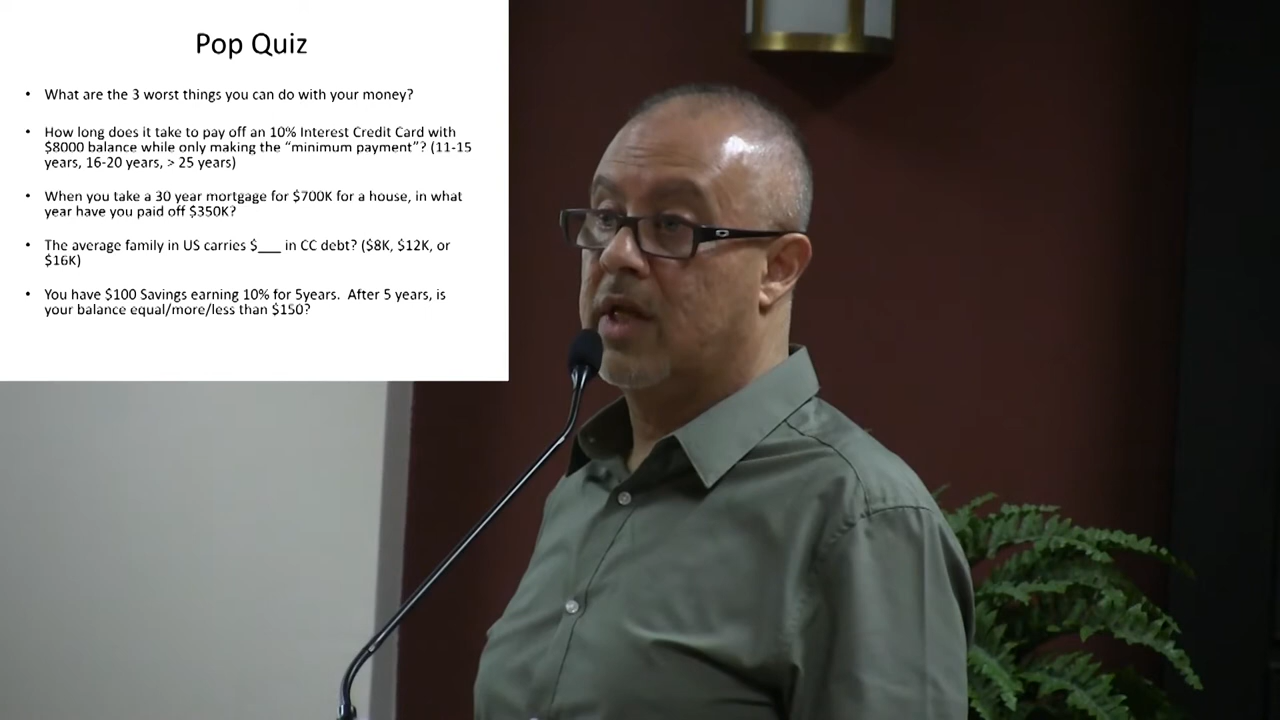 Pop Quiz
• What are the 3 worst things you can do with your money?
• How long does it take to pay off an 10% Interest Credit Card with
$8000 balance while only making the “minimum payment”? (11-15
years, 16-20 years, > 25 years)
• When you take a 30 year mortgage for $700K for a house, in what
year have you paid off $350K?
• The average family in US carries $___ in CC debt? ($8K, $12K, or
$16K)
• You have $100 Savings earning 10% for 5years.  After 5 years, is
your balance equal/more/less than $150?